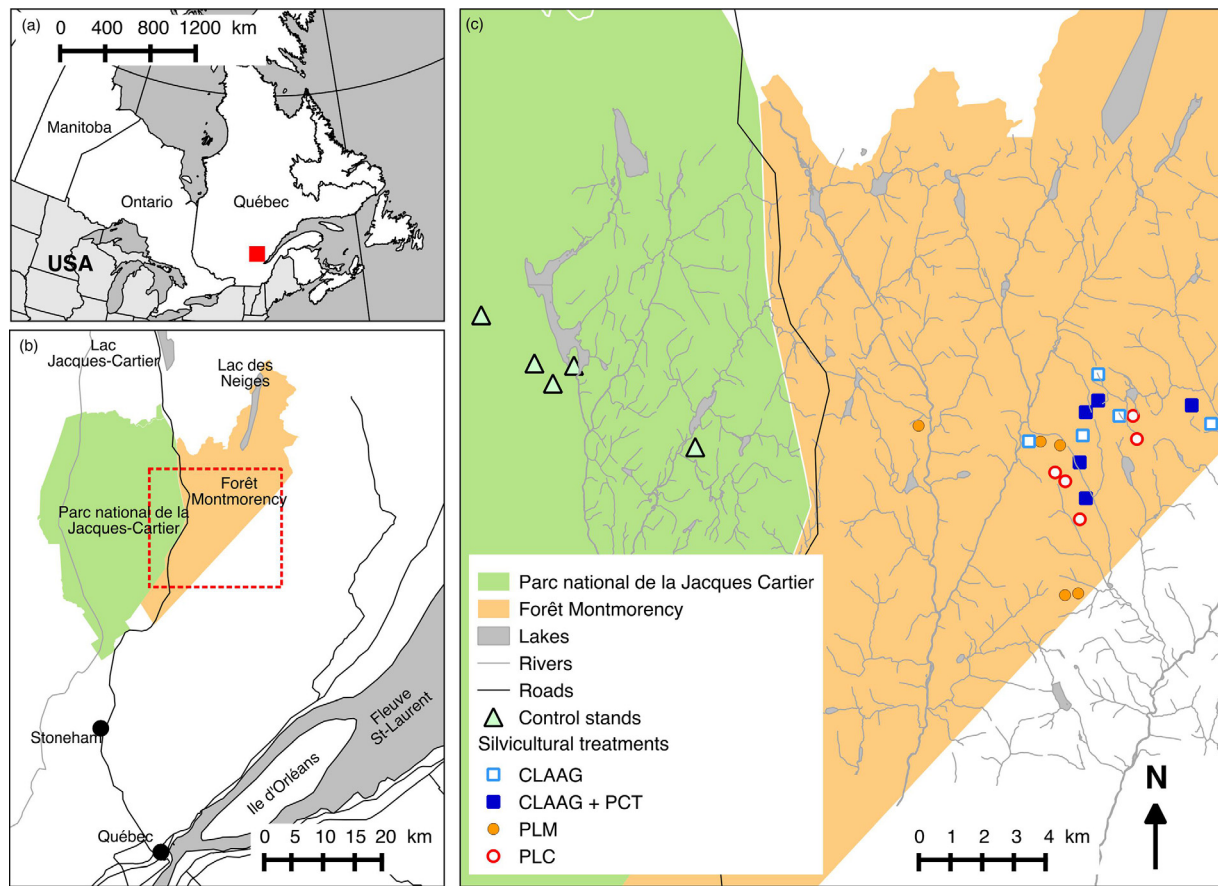 (a)
0 400 800 1200 km
Manitoba
Ontario
Québec
USA
(b)
Lac
Jacques-Cartier
Lac des
Neiges
Forêt
Montmorency
Parc national de la
Jacques-Cartier
Stoneham
Fleuve
St-Laurent
Ile d'Orléans
Québec
0 5 10 15 20 km
(c)
Parc national de la Jacques Cartier
Forêt Montmorency
Lakes
Rivers
Roads
Control stands
Silvicultural treatments
CLAAG
CLAAG + PCT
PLM
PLC
N
0 1 2 3 4 km